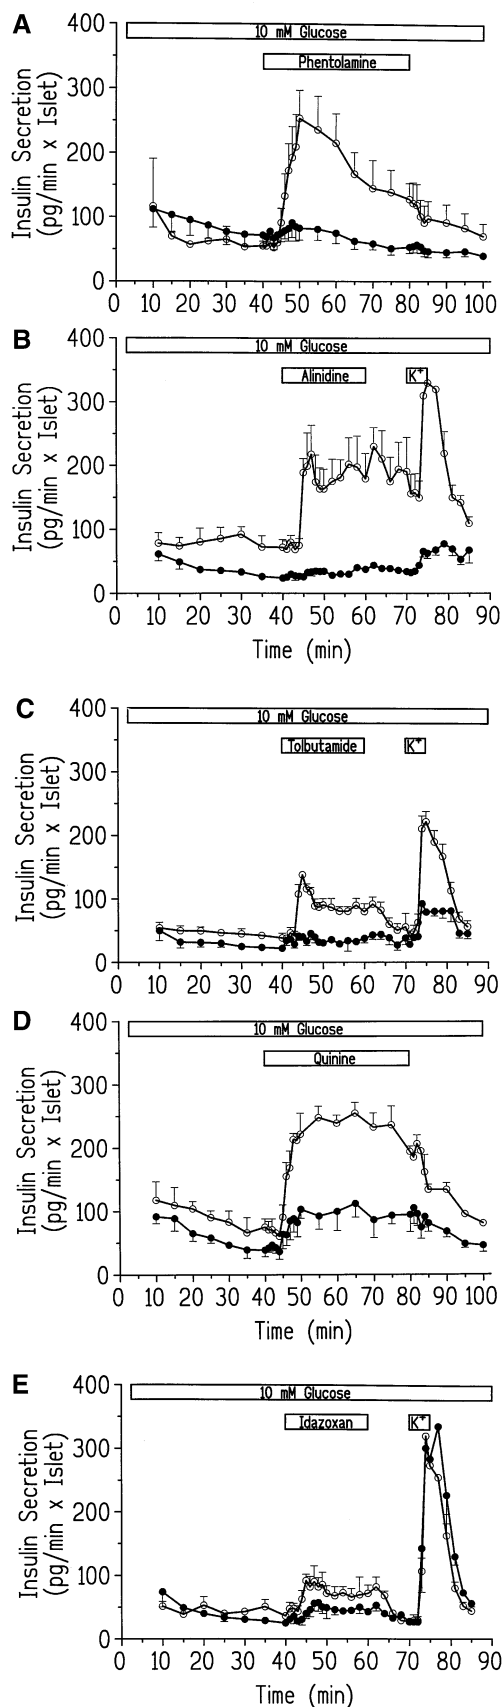 A
400
10 mM Glucose
Phentolamine
300
200
100
0
Insulin Secretion
(pg/min x Islet)
0 10 20 30 40 50 60 70 80 90 100
B
400
10 mM Glucose
Alinidine
K+
300
200
100
0
Insulin Secretion
(pg/min x Islet)
0 10 20 30 40 50 60 70 80 90
Time (min)
C
400
10 mM Glucose
Tolbutamide
K+
300
200
100
0
Insulin Secretion
(pg/min x Islet)
0 10 20 30 40 50 60 70 80 90
D
400
10 mM Glucose
Quinine
300
200
100
0
Insulin Secretion
(pg/min x Islet)
0 10 20 30 40 50 60 70 80 90 100
Time (min)
E
400
10 mM Glucose
Idazoxan
K+
300
200
100
0
Insulin Secretion
(pg/min x Islet)
0 10 20 30 40 50 60 70 80 90
Time (min)